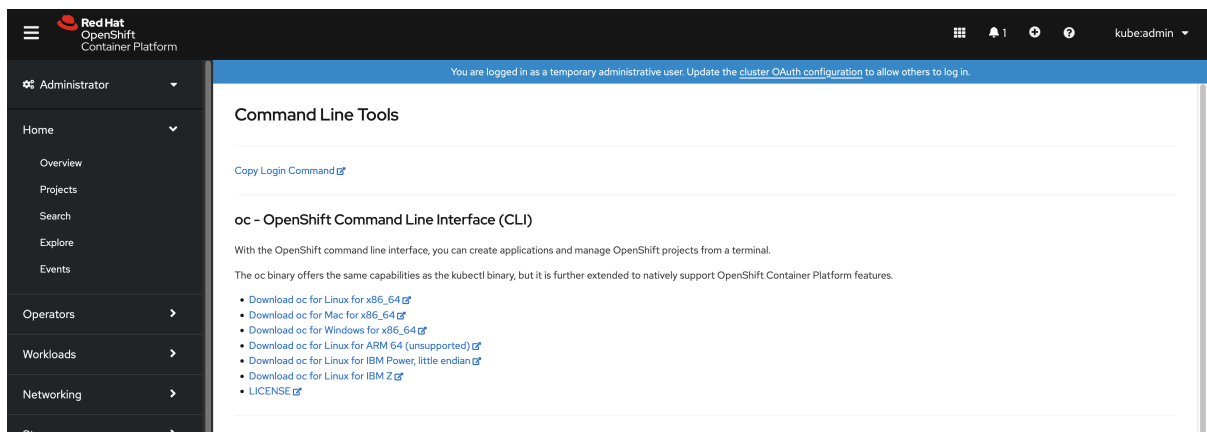 Red Hat
OpenShift
Container Platform
1
kube:admin
Administrator
You are logged in as a temporary administrative user. Update the cluster OAuth configuration to allow others to log in.
Home
Overview
Projects
Search
Explore
Events
Operators
Workloads
Networking
Command Line Tools
Copy Login Command
oc - OpenShift Command Line Interface (CLI)
With the OpenShift command line interface, you can create applications and manage OpenShift projects from a terminal.
The oc binary offers the same capabilities as the kubectl binary, but it is further extended to natively support OpenShift Container Platform features.
• Download oc for Linux for x86_64
• Download oc for Mac for x86_64
• Download oc for Windows for x86_64
• Download oc for Linux for ARM 64 (unsupported)
• Download oc for Linux for IBM Power, little endian
• Download oc for Linux for IBM Z
• LICENSE